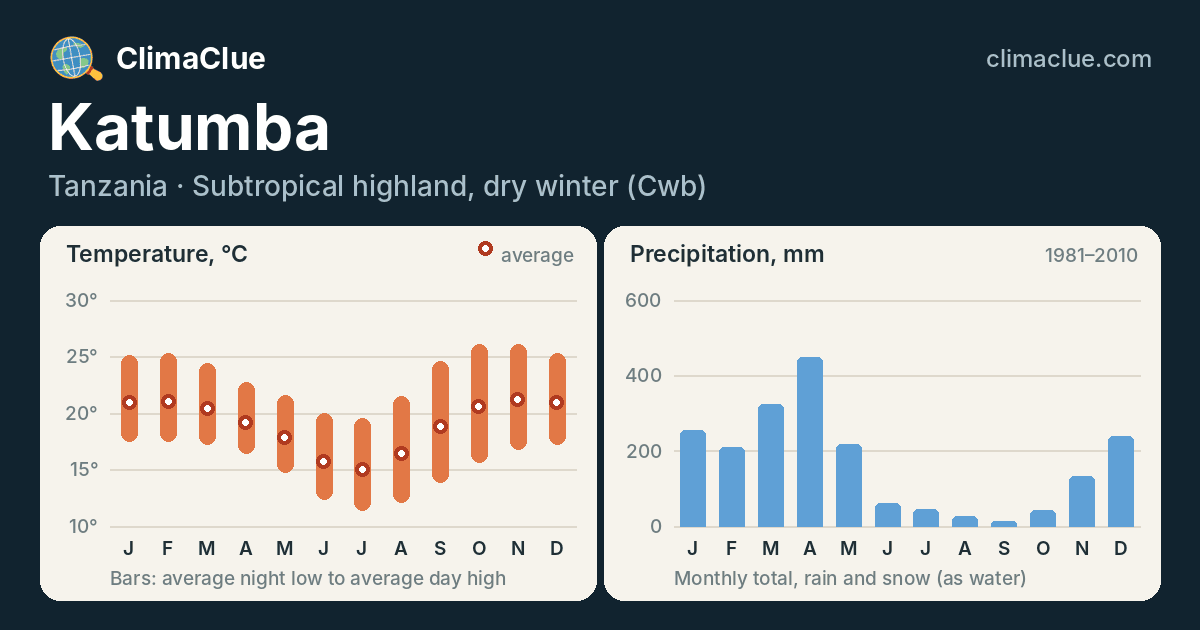 ClimaClue
climaclue.com
Katumba
Tanzania · Subtropical highland, dry winter (Cwb)
Temperature, °C
average
30°
25°
20°
15°
10°
J F M A M J J A S O N D
Bars: average night low to average day high
Precipitation, mm
1981–2010
600
400
200
0
J F M A M J J A S O N D
Monthly total, rain and snow (as water)